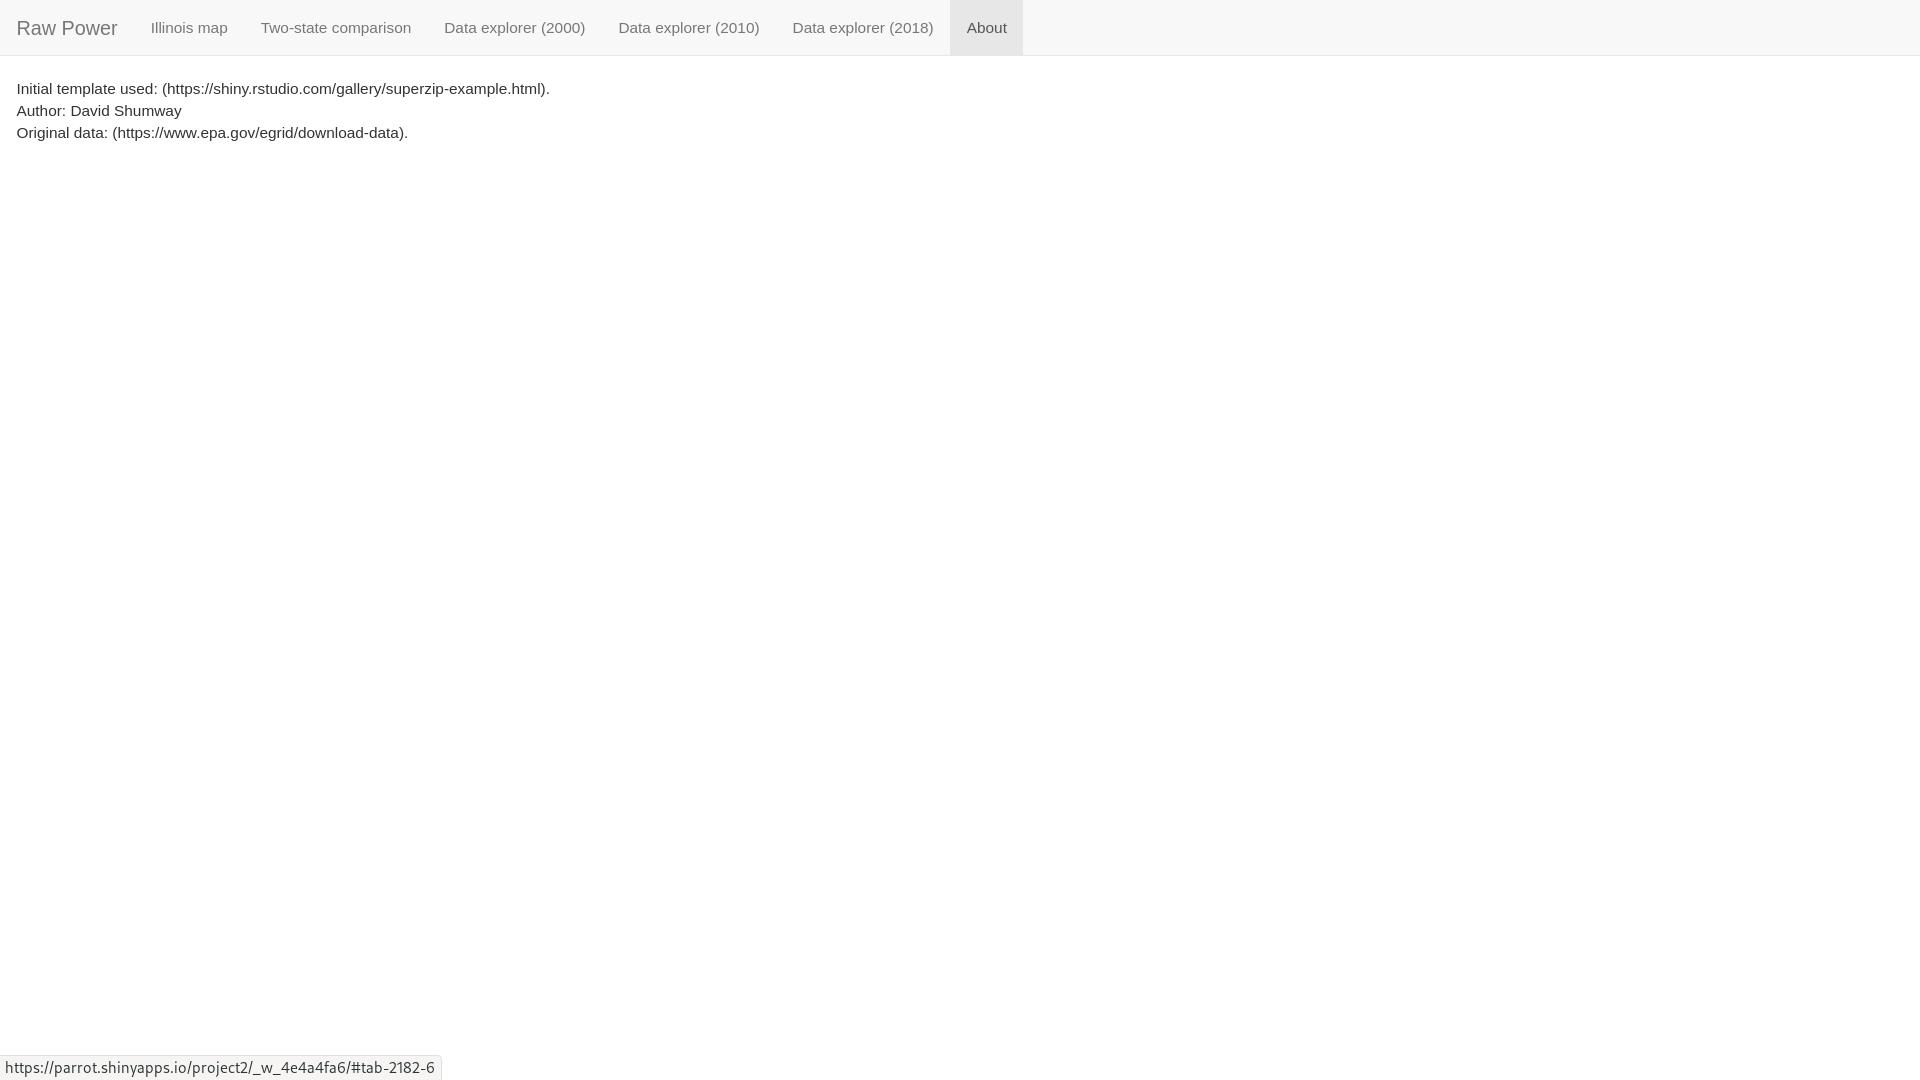 Raw Power Illinois map Two-state comparison Data explorer (2000) Data explorer (2010) Data explorer (2018) About
Initial template used: (https://shiny.rstudio.com/gallery/superzip-example.html).
Author: David Shumway
Original data: (https://www.epa.gov/egrid/download-data).
https://parrot.shinyapps.io/project2/_w_4e4a4fa6/#tab-2182-6